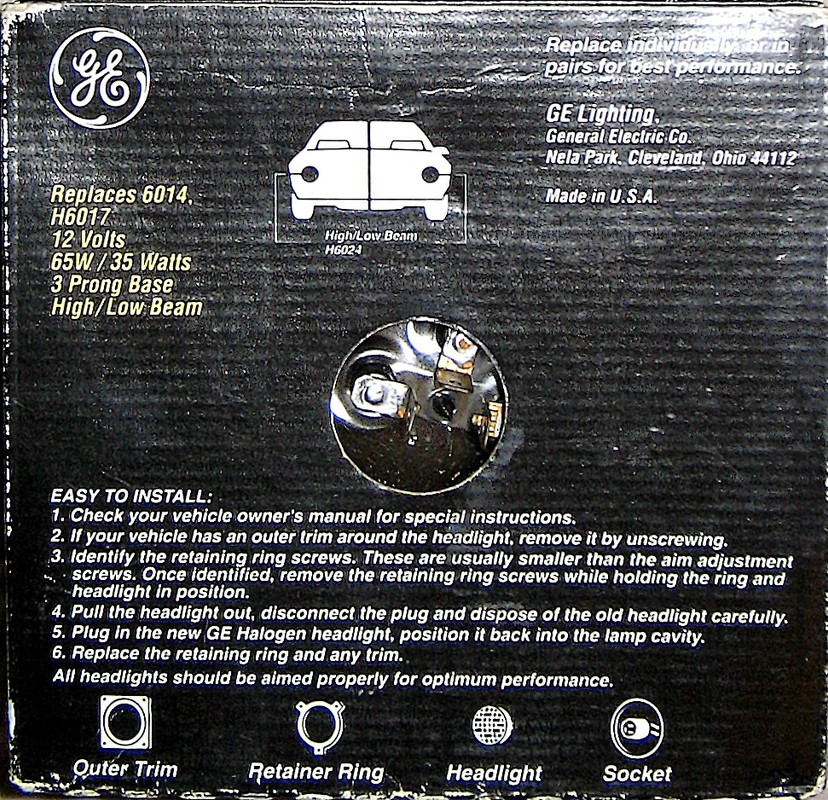 GE
Replace individually, or in
pairs for best performance.
GE Lighting,
General Electric Co.
Nela Park, Cleveland, Ohio 44112
Made in U.S.A.
Replaces 6014,
H6017
12 Volts
65W / 35 Watts
3 Prong Base
High/Low Beam
High/Low Beam
H6024
EASY TO INSTALL:
1. Check your vehicle owner's manual for special instructions.
2. If your vehicle has an outer trim around the headlight, remove it by unscrewing.
3. Identify the retaining ring screws. These are usually smaller than the aim adjustment
screws. Once identified, remove the retaining ring screws while holding the ring and
headlight in position.
4. Pull the headlight out, disconnect the plug and dispose of the old headlight carefully.
5. Plug in the new GE Halogen headlight, position it back into the lamp cavity.
6. Replace the retaining ring and any trim.
All headlights should be aimed properly for optimum performance.
Outer Trim
Retainer Ring
Headlight
Socket